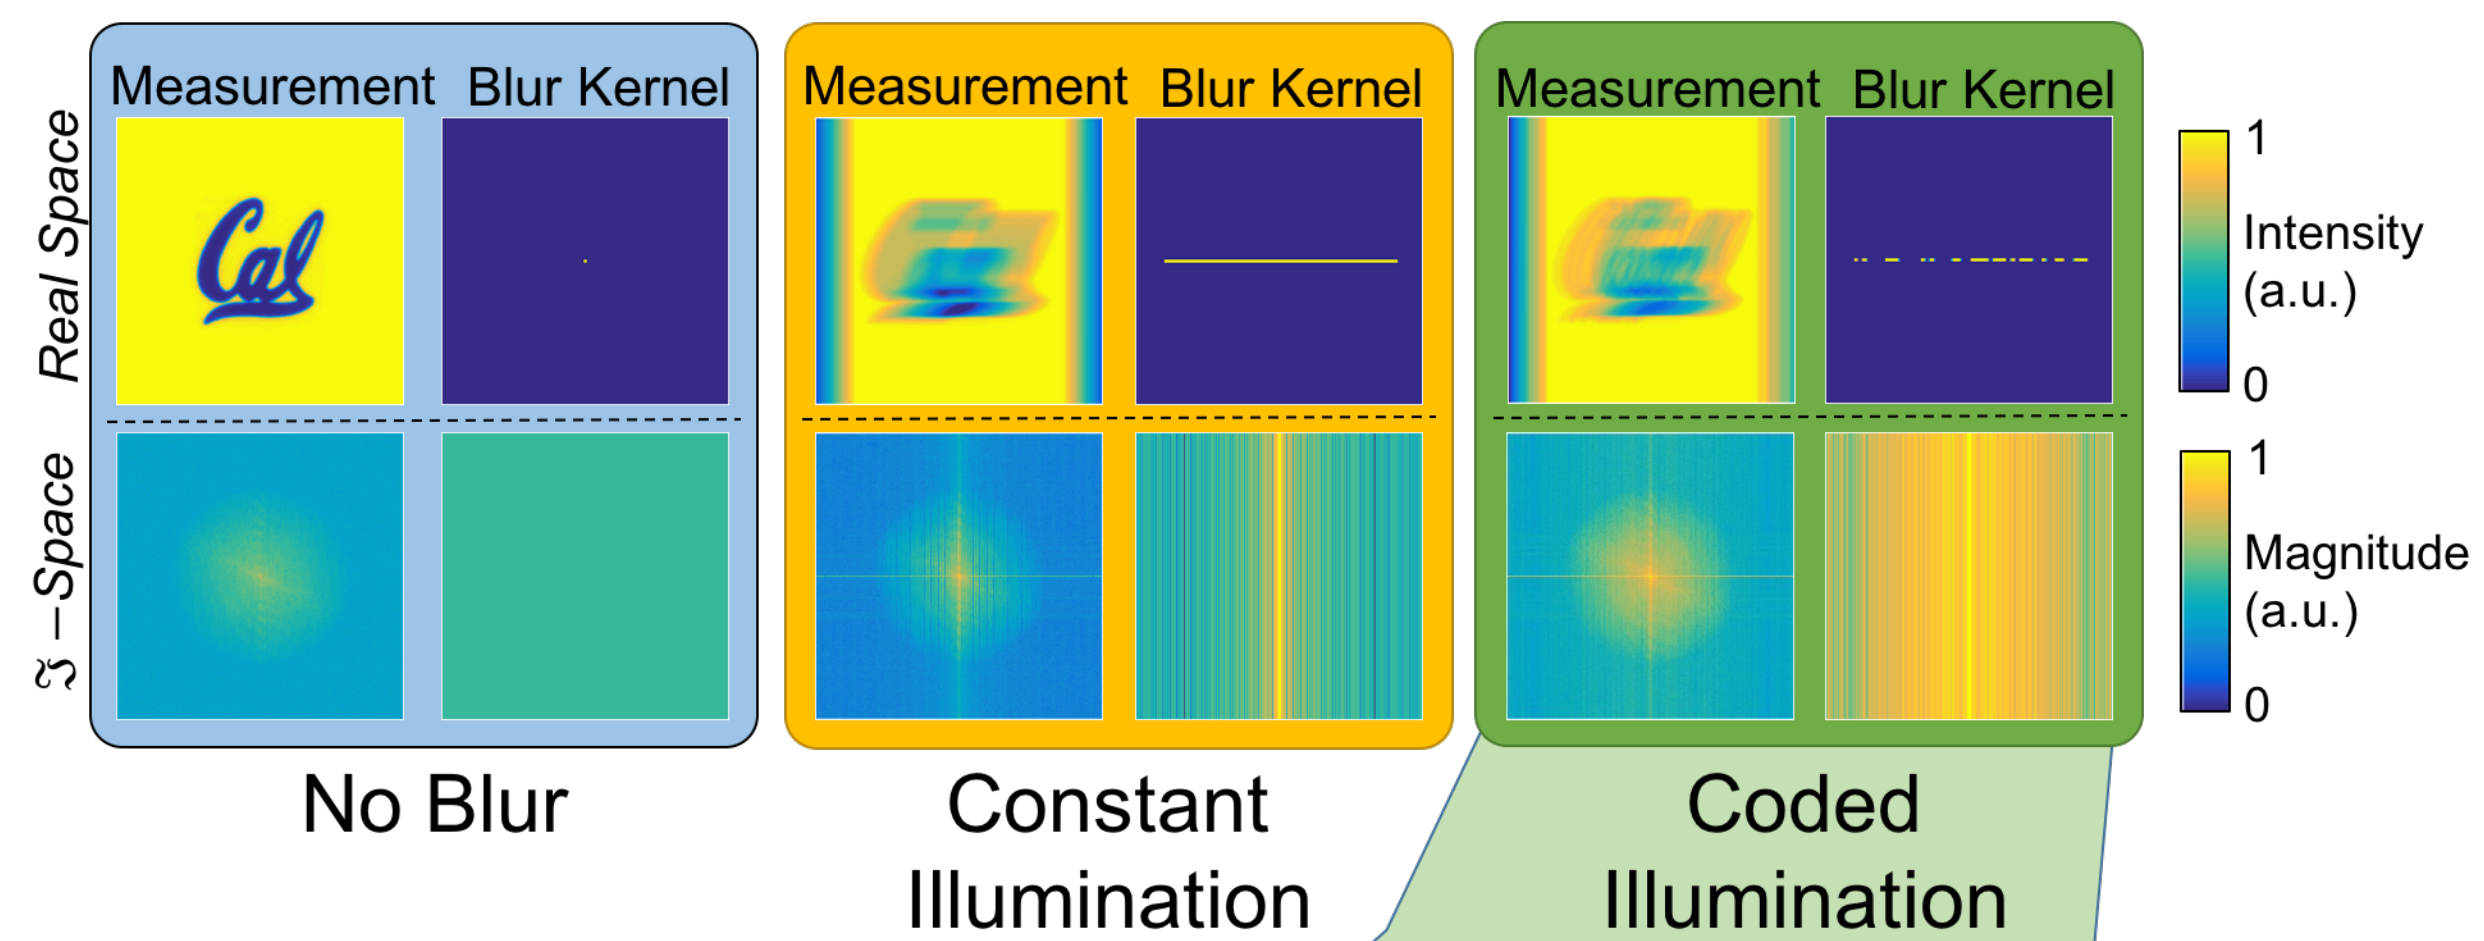 Measurement Blur Kernel
Measurement Blur Kernel
Measurement Blur Kernel
Real Space
Cal
1
Intensity
(a.u.)
0
ℑ–Space
1
Magnitude
(a.u.)
0
No Blur
Constant
Illumination
Coded
Illumination